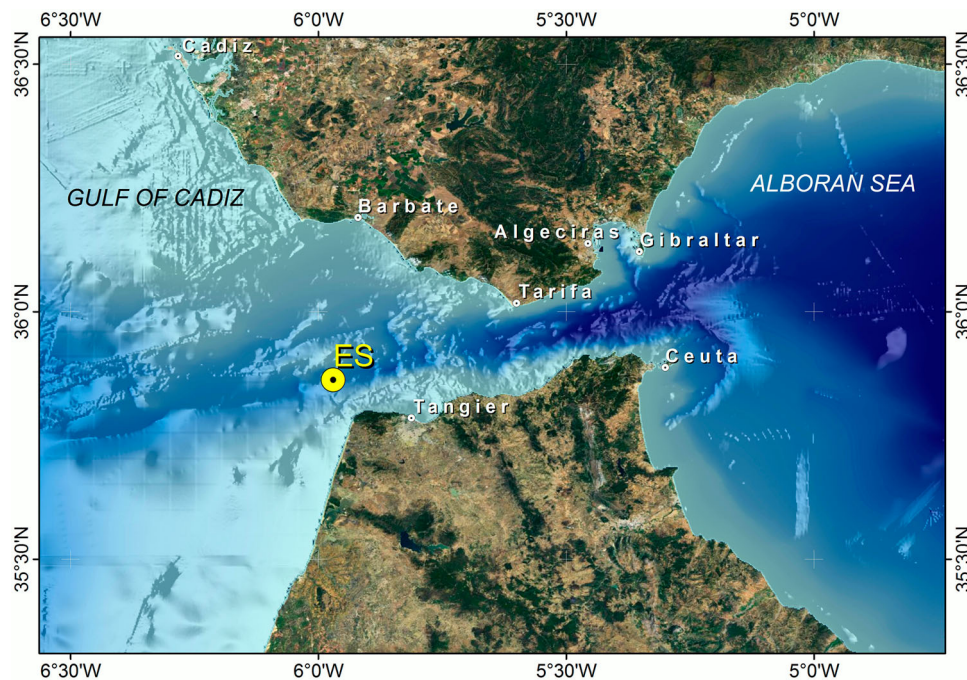 6°30'W 6°0'W 5°30'W 5°0'W
36°30'N
36°30'N
Cadiz
GULF OF CADIZ
ALBORAN SEA
Barbate
Algeciras
Gibraltar
Tarifa
36°0'N
36°0'N
ES
Ceuta
Tangier
35°30'N
35°30'N
6°30'W 6°0'W 5°30'W 5°0'W